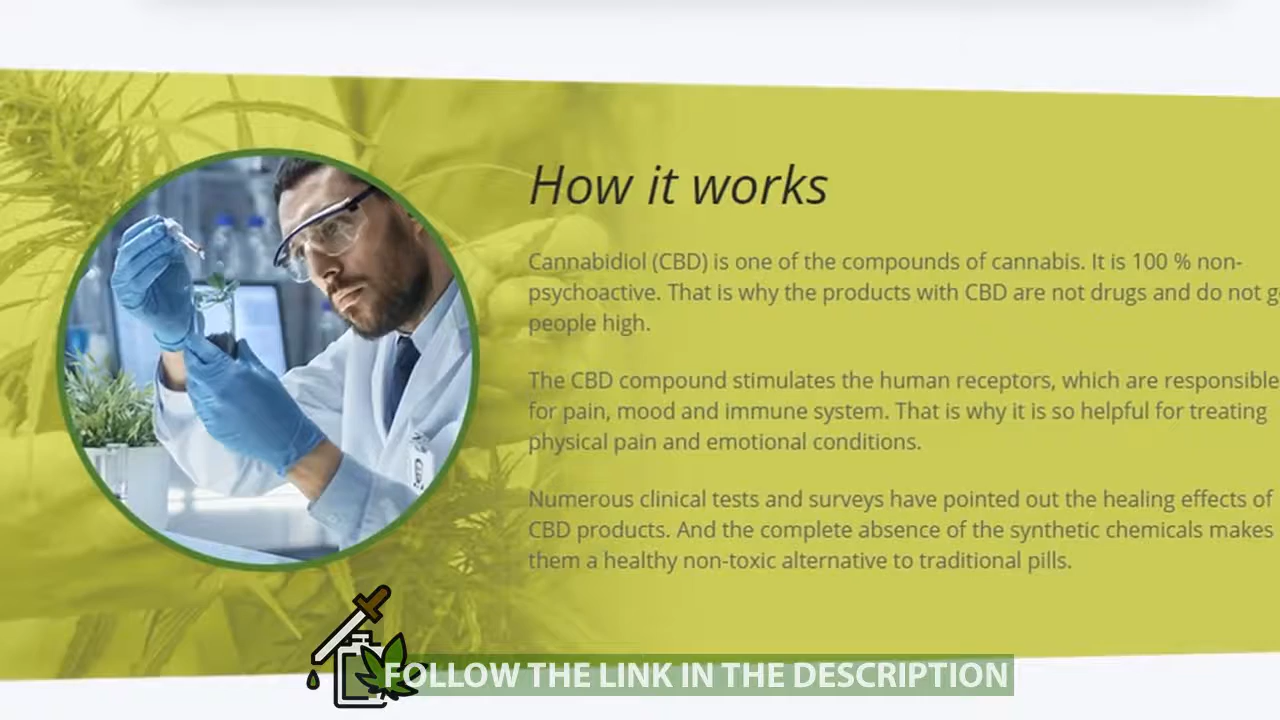 How it works
Cannabidiol (CBD) is one of the compounds of cannabis. It is 100 % non-
psychoactive. That is why the products with CBD are not drugs and do not
people high.
The CBD compound stimulates the human receptors, which are responsible
for pain, mood and immune system. That is why it is so helpful for treating
physical pain and emotional conditions.
Numerous clinical tests and surveys have pointed out the healing effects of
CBD products. And the complete absence of the synthetic chemicals makes
them a healthy non-toxic alternative to traditional pills.
FOLLOW THE LINK IN THE DESCRIPTION